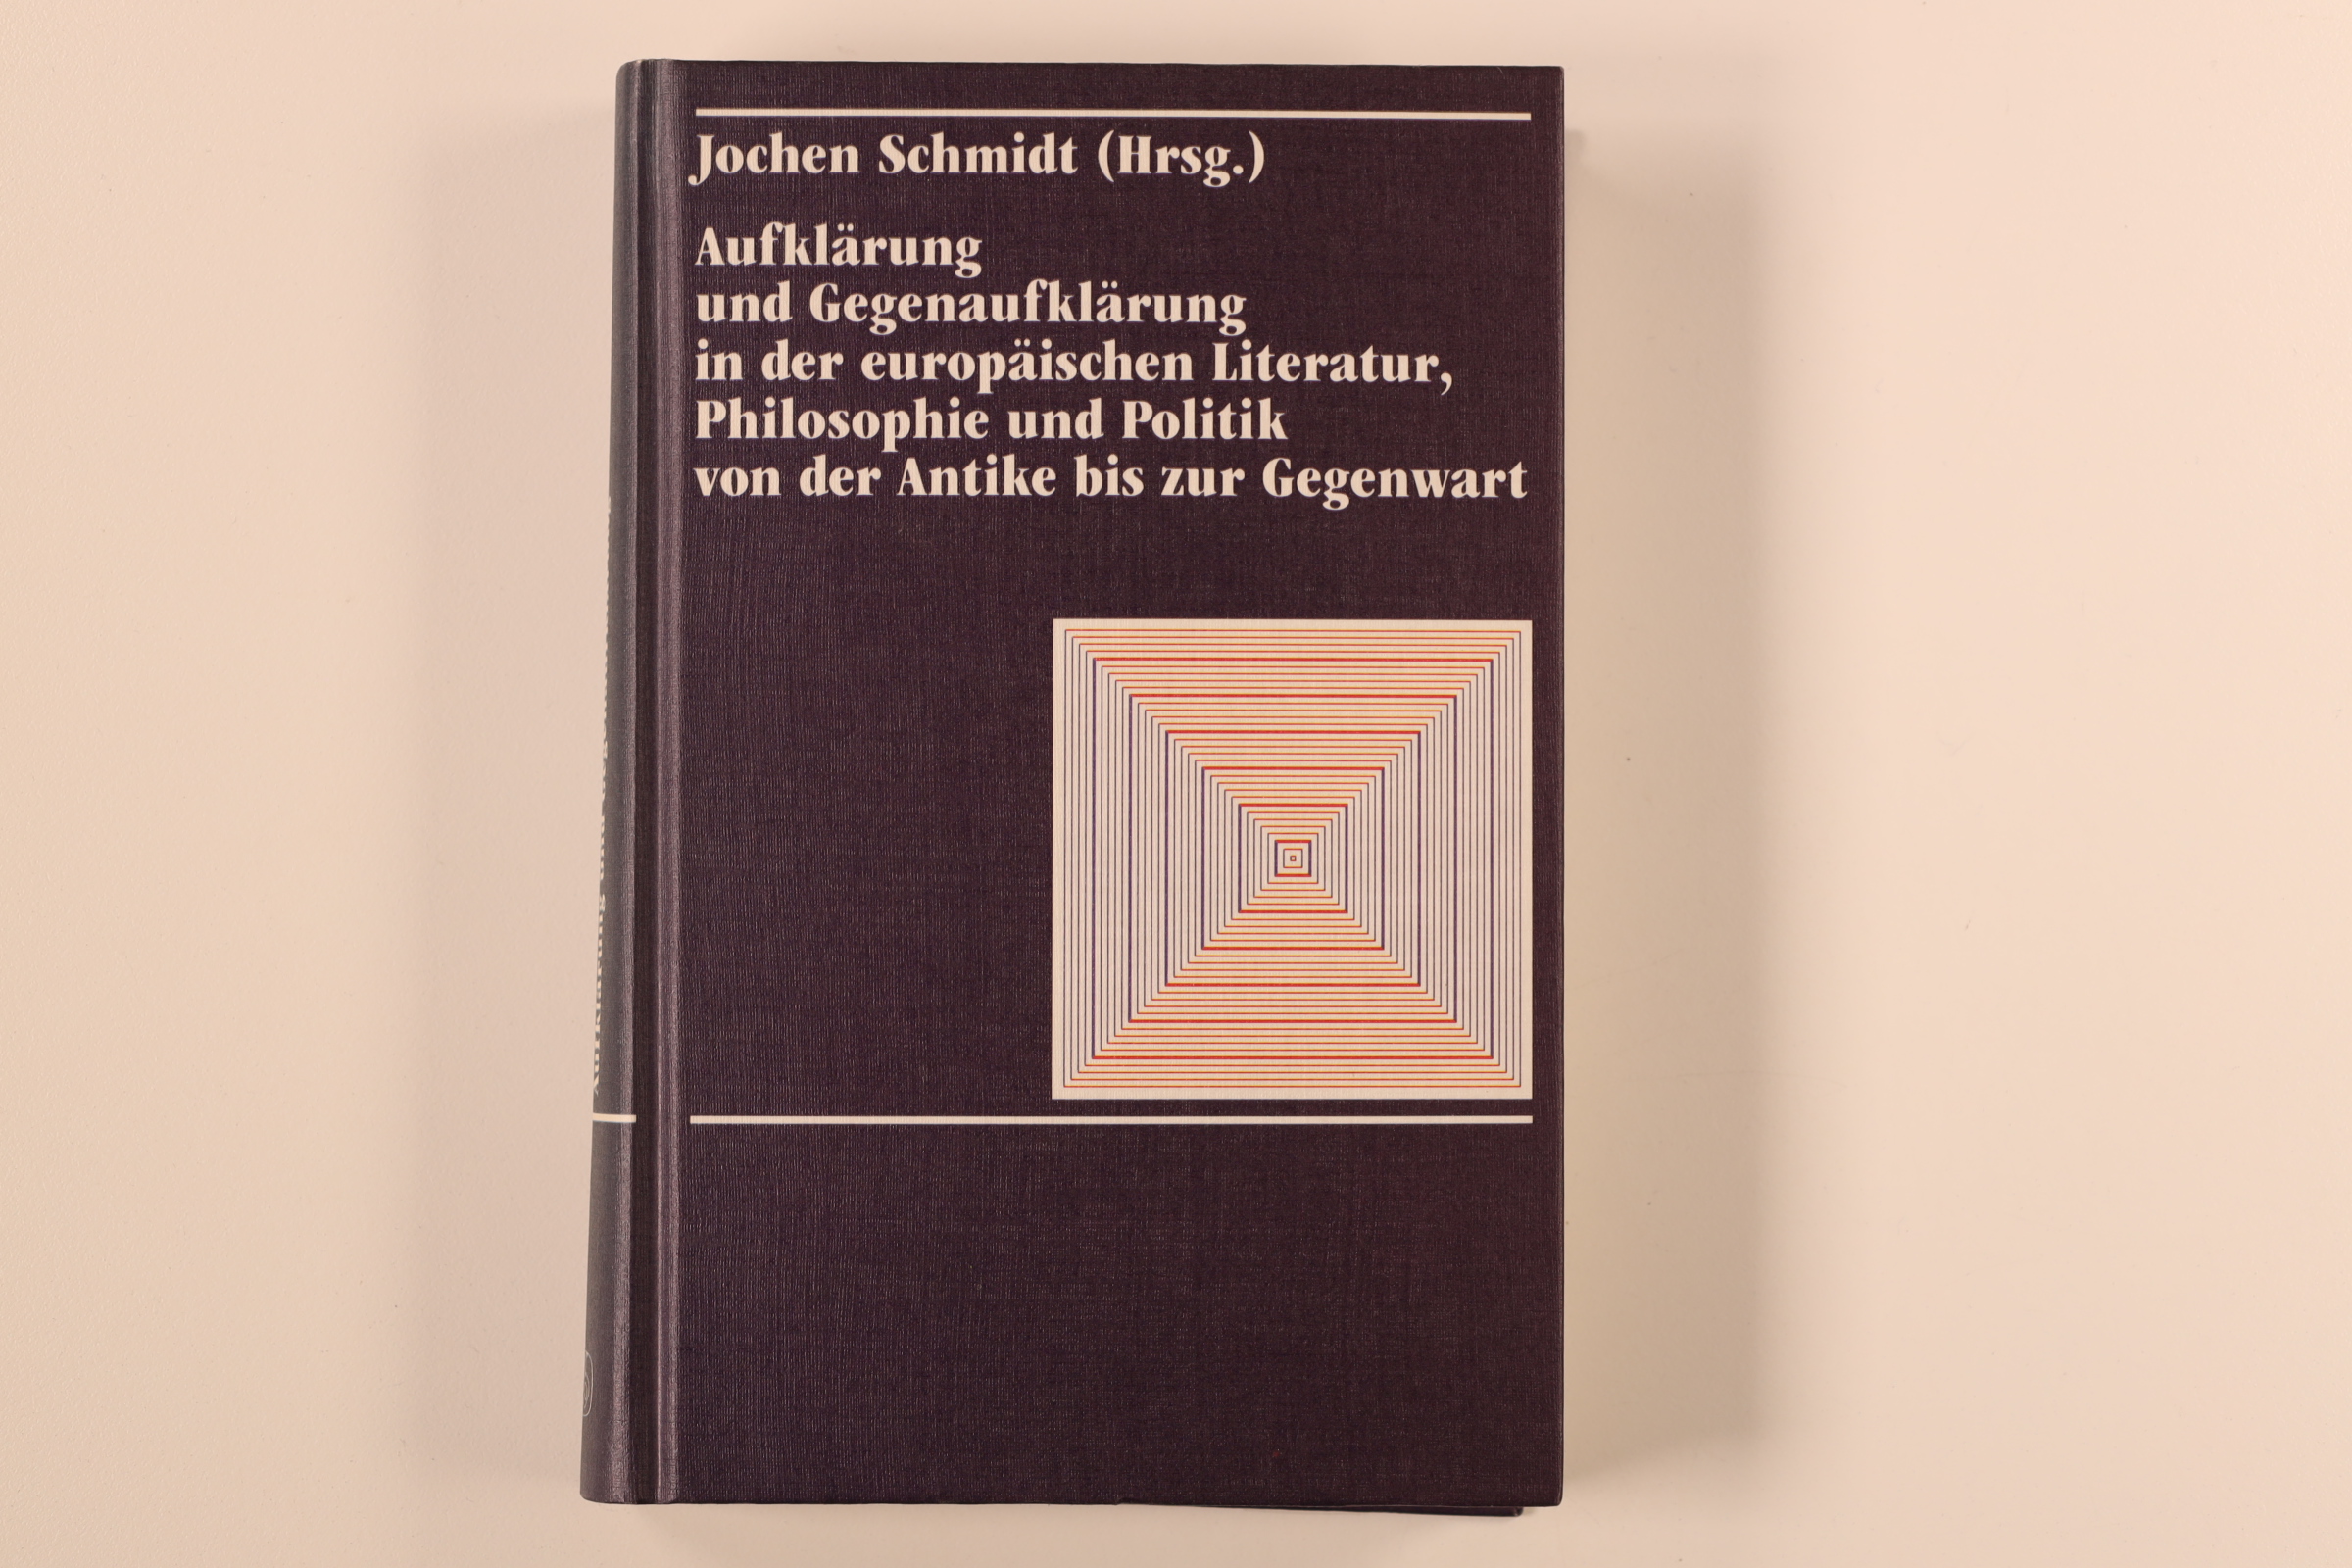 Jochen Schmidt (Hrsg.)
Aufklärung
und Gegenaufklärung
in der europäischen Literatur,
Philosophie und Politik
von der Antike bis zur Gegenwart